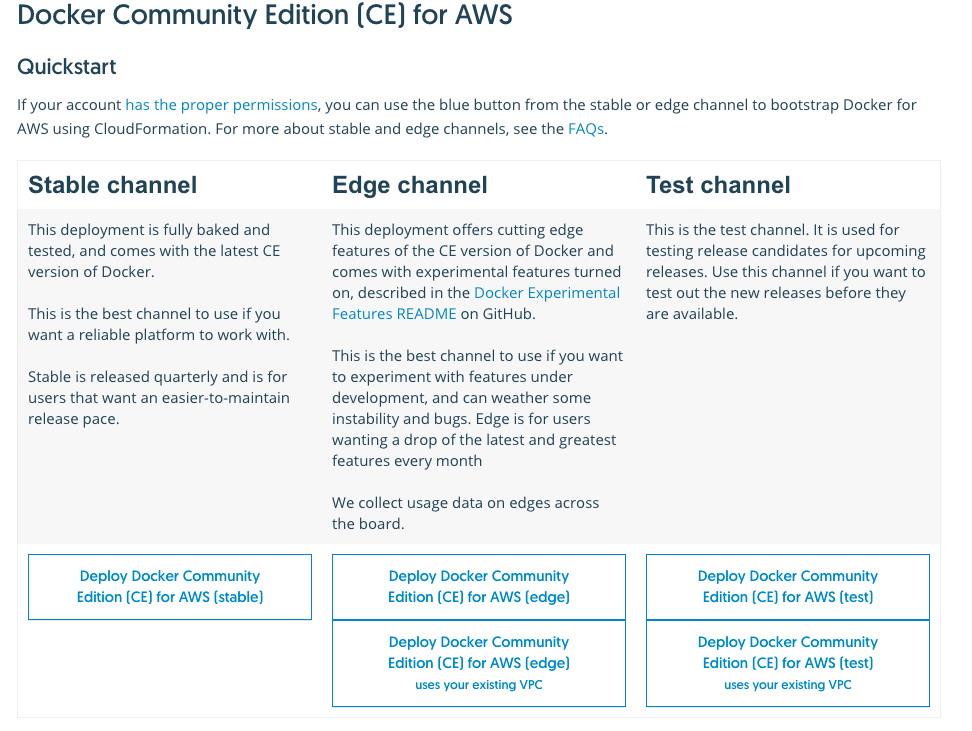 Docker Community Edition (CE) for AWS
Quickstart
If your account has the proper permissions, you can use the blue button from the stable or edge channel to bootstrap Docker for
AWS using CloudFormation. For more about stable and edge channels, see the FAQs.
Stable channel
This deployment is fully baked and
tested, and comes with the latest CE
version of Docker.
This is the best channel to use if you
want a reliable platform to work with.
Stable is released quarterly and is for
users that want an easier-to-maintain
release pace.
Deploy Docker Community
Edition (CE) for AWS (stable)
Edge channel
This deployment offers cutting edge
features of the CE version of Docker and
comes with experimental features turned
on, described in the Docker Experimental
Features README on GitHub.
This is the best channel to use if you want
to experiment with features under
development, and can weather some
instability and bugs. Edge is for users
wanting a drop of the latest and greatest
features every month
We collect usage data on edges across
the board.
Deploy Docker Community
Edition (CE) for AWS (edge)
Deploy Docker Community
Edition (CE) for AWS (edge)
uses your existing VPC
Test channel
This is the test channel. It is used for
testing release candidates for upcoming
releases. Use this channel if you want to
test out the new releases before they
are available.
Deploy Docker Community
Edition (CE) for AWS (test)
Deploy Docker Community
Edition (CE) for AWS (test)
uses your existing VPC